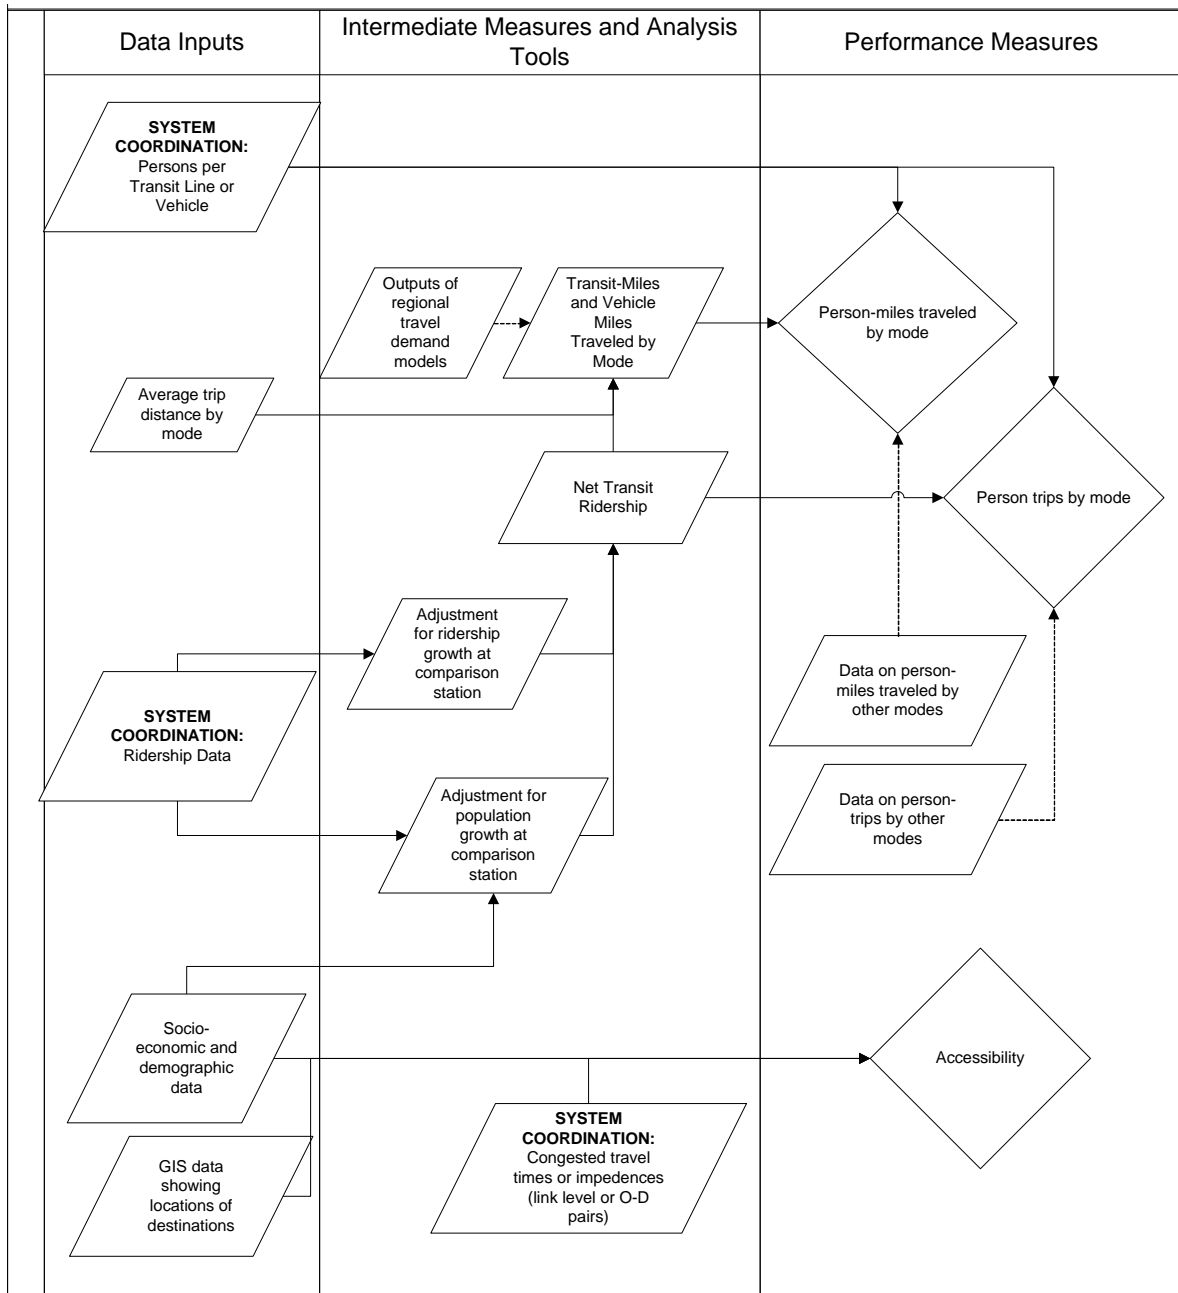 Data Inputs
Intermediate Measures and Analysis
Tools
Performance Measures
SYSTEM
COORDINATION:
Persons per
Transit Line or
Vehicle
Outputs of
regional
travel
demand
models
Transit-Miles
and Vehicle
Miles
Traveled by
Mode
Person-miles traveled
by mode
Average trip
distance by
mode
Net Transit
Ridership
Person trips by mode
Adjustment
for ridership
growth at
comparison
station
Data on person-
miles traveled by
other modes
SYSTEM
COORDINATION:
Ridership Data
Adjustment for
population
growth at
comparison
station
Data on person-
trips by other
modes
Socio-
economic and
demographic
data
Accessibility
SYSTEM
COORDINATION:
Congested travel
times or impedences
(link level or O-D
pairs)
GIS data
showing
locations of
destinations